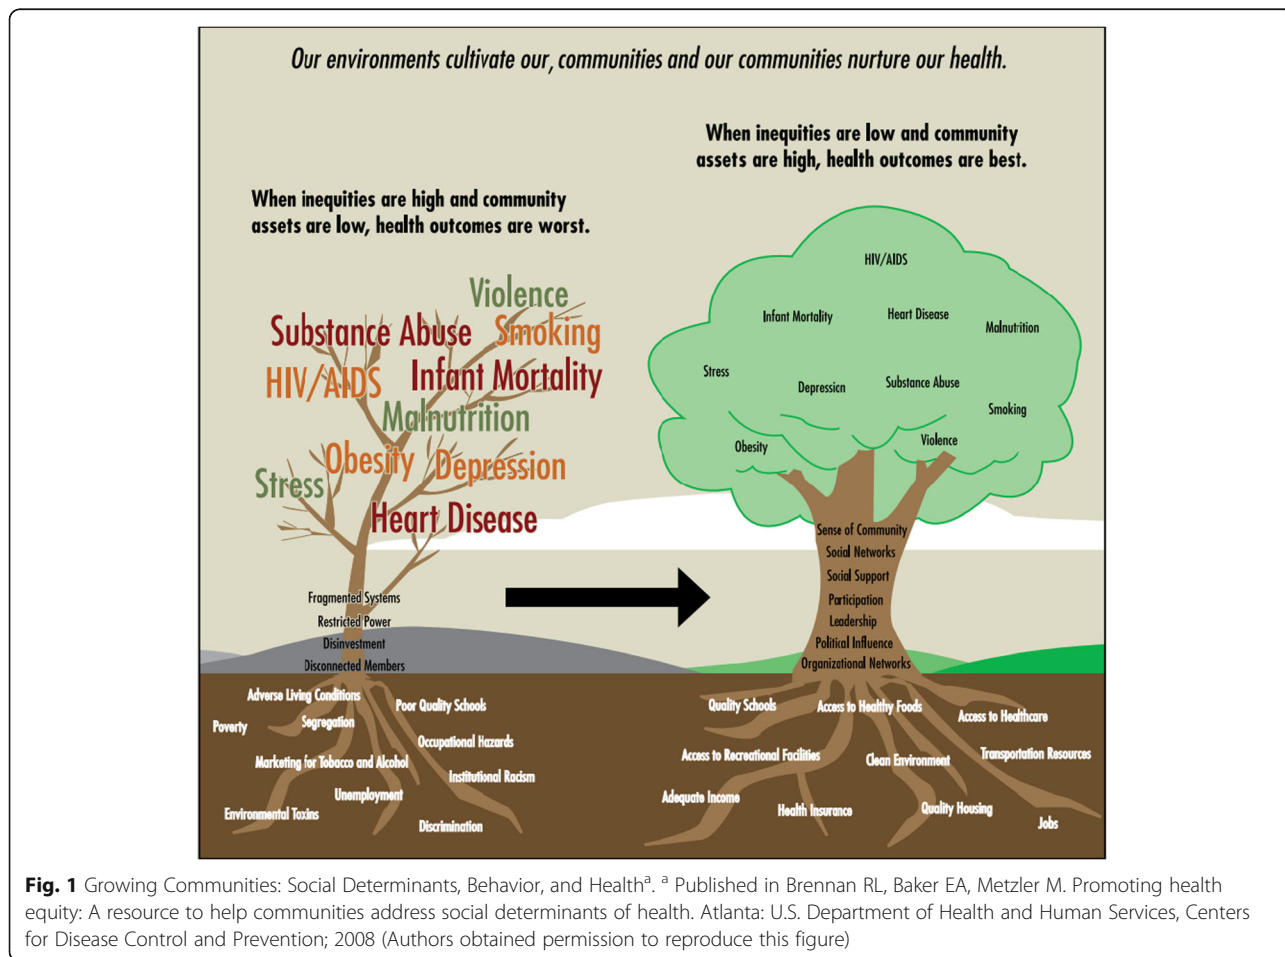 Our environments cultivate our, communities and our communities nurture our health.
When inequities are high and community
assets are low, health outcomes are worst.
Violence
Substance Abuse
Smoking
HIV/AIDS
Infant Mortality
Malnutrition
Obesity
Depression
Stress
Heart Disease
Fragmented Systems
Restricted Power
Disinvestment
Disconnected Members
Adverse Living Conditions
Poor Quality Schools
Poverty
Segregation
Occupational Hazards
Marketing for Tobacco and Alcohol
Institutional Racism
Unemployment
Environmental Toxins
Discrimination
When inequities are low and community
assets are high, health outcomes are best.
HIV/AIDS
Infant Mortality
Heart Disease
Malnutrition
Stress
Depression
Substance Abuse
Smoking
Obesity
Violence
Sense of Community
Social Networks
Social Support
Participation
Leadership
Political Influence
Organizational Networks
Quality Schools
Access to Healthy Foods
Access to Healthcare
Access to Recreational Facilities
Clean Environment
Transportation Resources
Adequate Income
Health Insurance
Quality Housing
Jobs
Fig. 1 Growing Communities: Social Determinants, Behavior, and Healthᵃ. ᵃ Published in Brennan RL, Baker EA, Metzler M. Promoting health
equity: A resource to help communities address social determinants of health. Atlanta: U.S. Department of Health and Human Services, Centers
for Disease Control and Prevention; 2008 (Authors obtained permission to reproduce this figure)